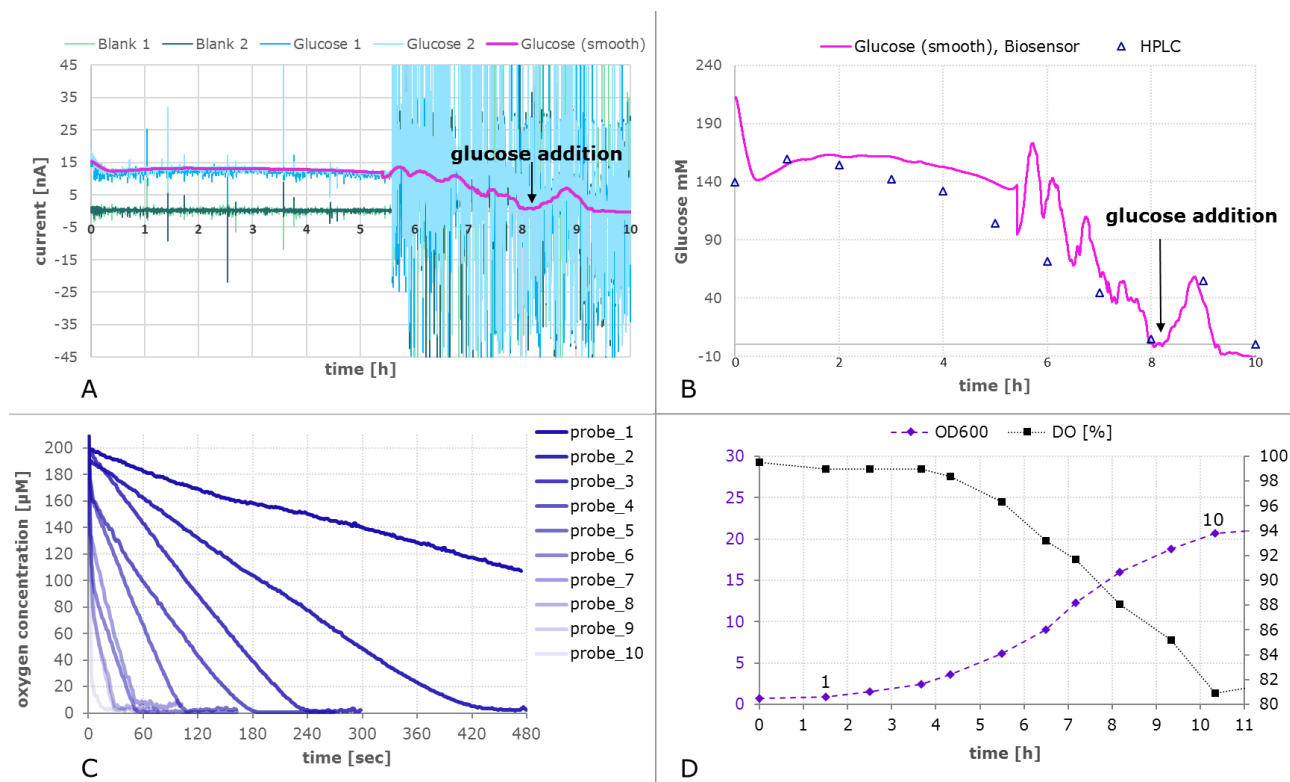 Blank 1 Blank 2 Glucose 1 Glucose 2 Glucose (smooth)
45
35
25
15
5
-5
-15
-25
-35
-45
current [nA]
0 1 2 3 4 5 6 7 8 9 10
glucose addition
time [h]
A
Glucose (smooth), Biosensor HPLC
240
190
140
90
40
-10
Glucose mM
glucose addition
0 2 4 6 8 10
time [h]
B
200
180
160
140
120
100
80
60
40
20
0
oxygen concentration [µM]
0 60 120 180 240 300 360 420 480
time [sec]
probe_1
probe_2
probe_3
probe_4
probe_5
probe_6
probe_7
probe_8
probe_9
probe_10
C
OD600 DO [%]
30
25
20
15
10
5
0
1
10
100
98
96
94
92
90
88
86
84
82
80
0 1 2 3 4 5 6 7 8 9 10 11
time [h]
D